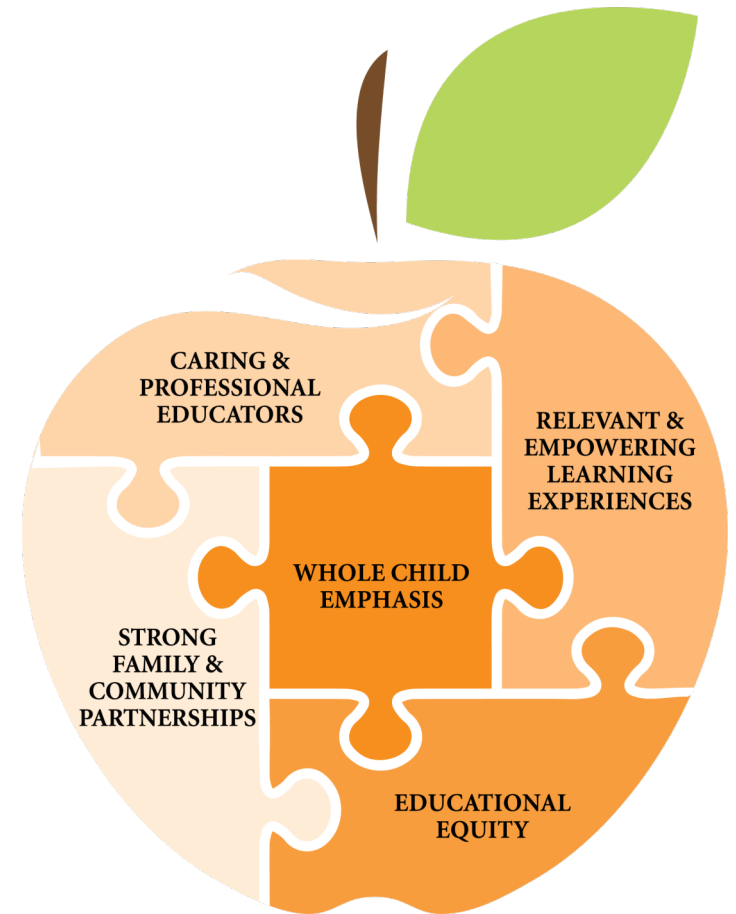 CARING &
PROFESSIONAL
EDUCATORS
RELEVANT &
EMPOWERING
LEARNING
EXPERIENCES
WHOLE CHILD
EMPHASIS
STRONG
FAMILY &
COMMUNITY
PARTNERSHIPS
EDUCATIONAL
EQUITY